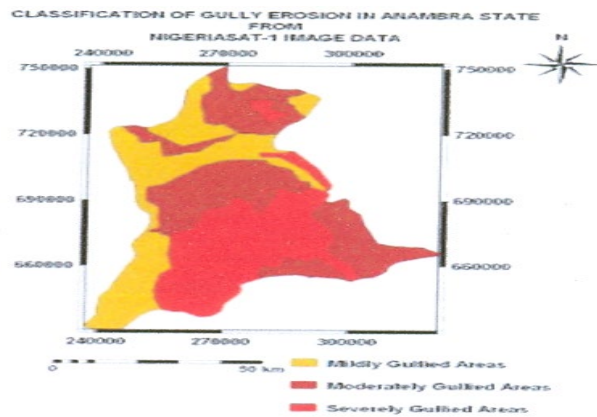 CLASSIFICATION OF GULLY EROSION IN ANAMBRA STATE
FROM
NIGERIASAT-1 IMAGE DATA
N
240000 270000 300000
750000 750000
720000 720000
690000 690000
660000 660000
240000 270000 300000
0 50 km
Mildly Gullied Areas
Moderately Gullied Areas
Severely Gullied Areas